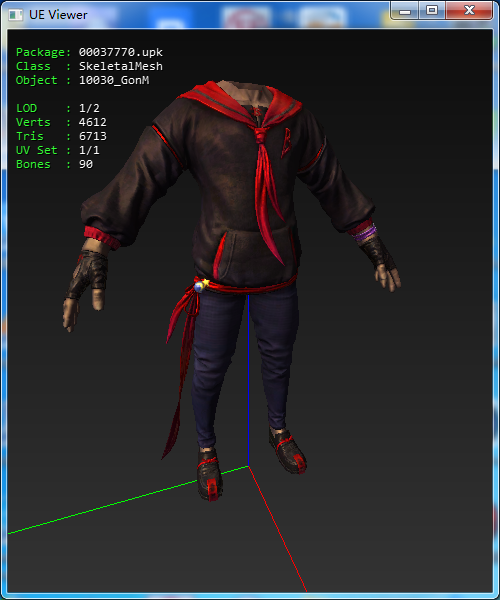 UE Viewer
Package: 00037770.upk
Class : SkeletalMesh
Object : 10030_GonM
LOD : 1/2
Verts : 4612
Tris : 6713
UV Set : 1/1
Bones : 90